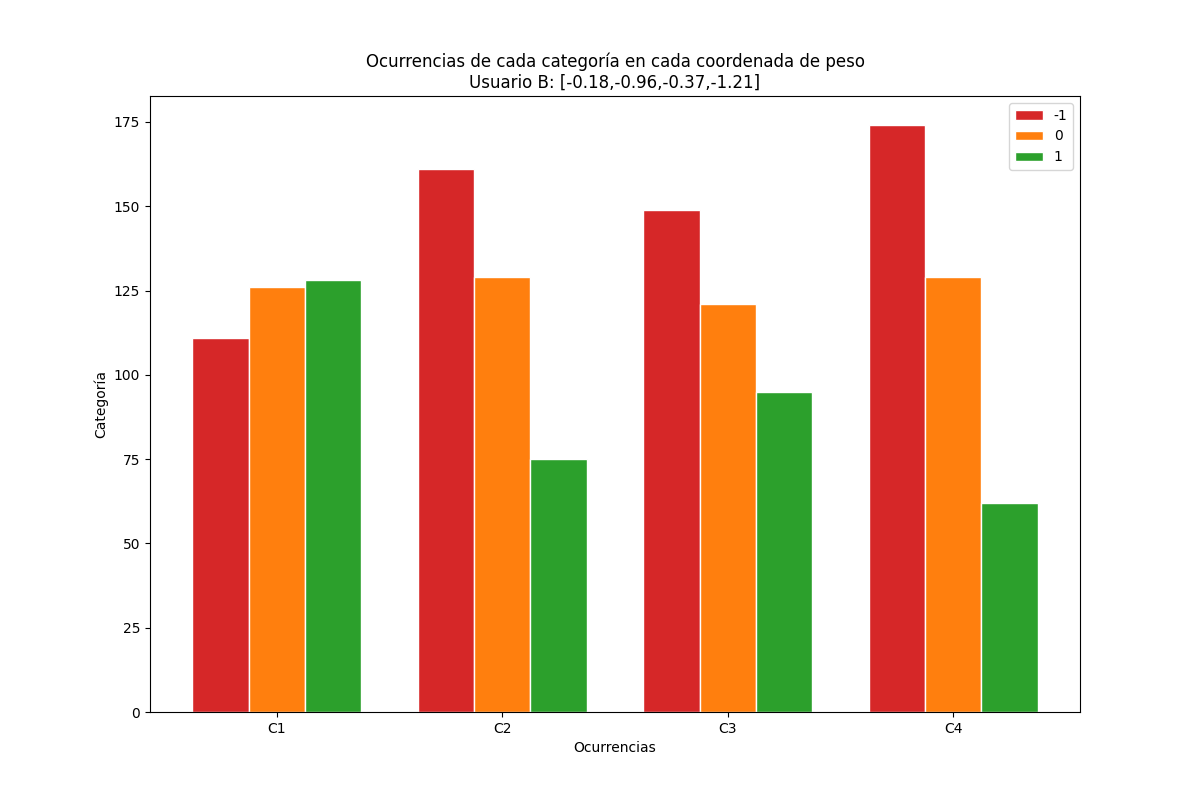 Ocurrencias de cada categoría en cada coordenada de peso
Usuario B: [-0.18,-0.96,-0.37,-1.21]
-1
0
1
175
150
125
100
75
50
25
0
Categoría
C1 C2 C3 C4
Ocurrencias